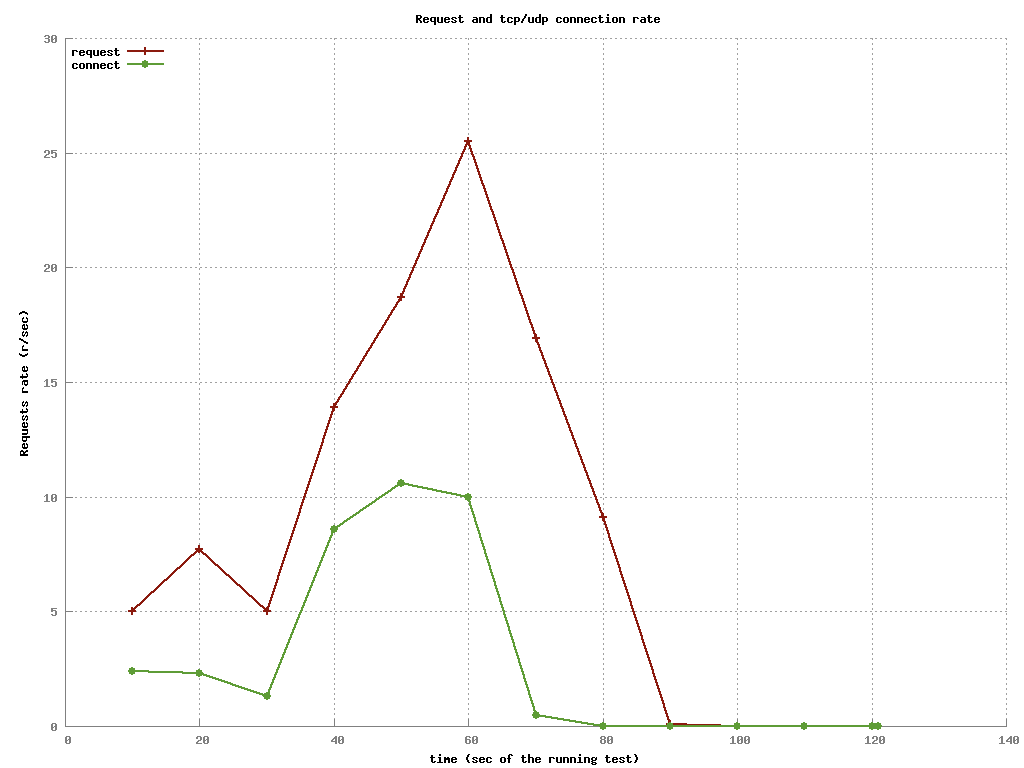 Request and tcp/udp connection rate
30
request
connect
25
20
15
10
5
0
Requests rate (r/sec)
0 20 40 60 80 100 120 140
time (sec of the running test)